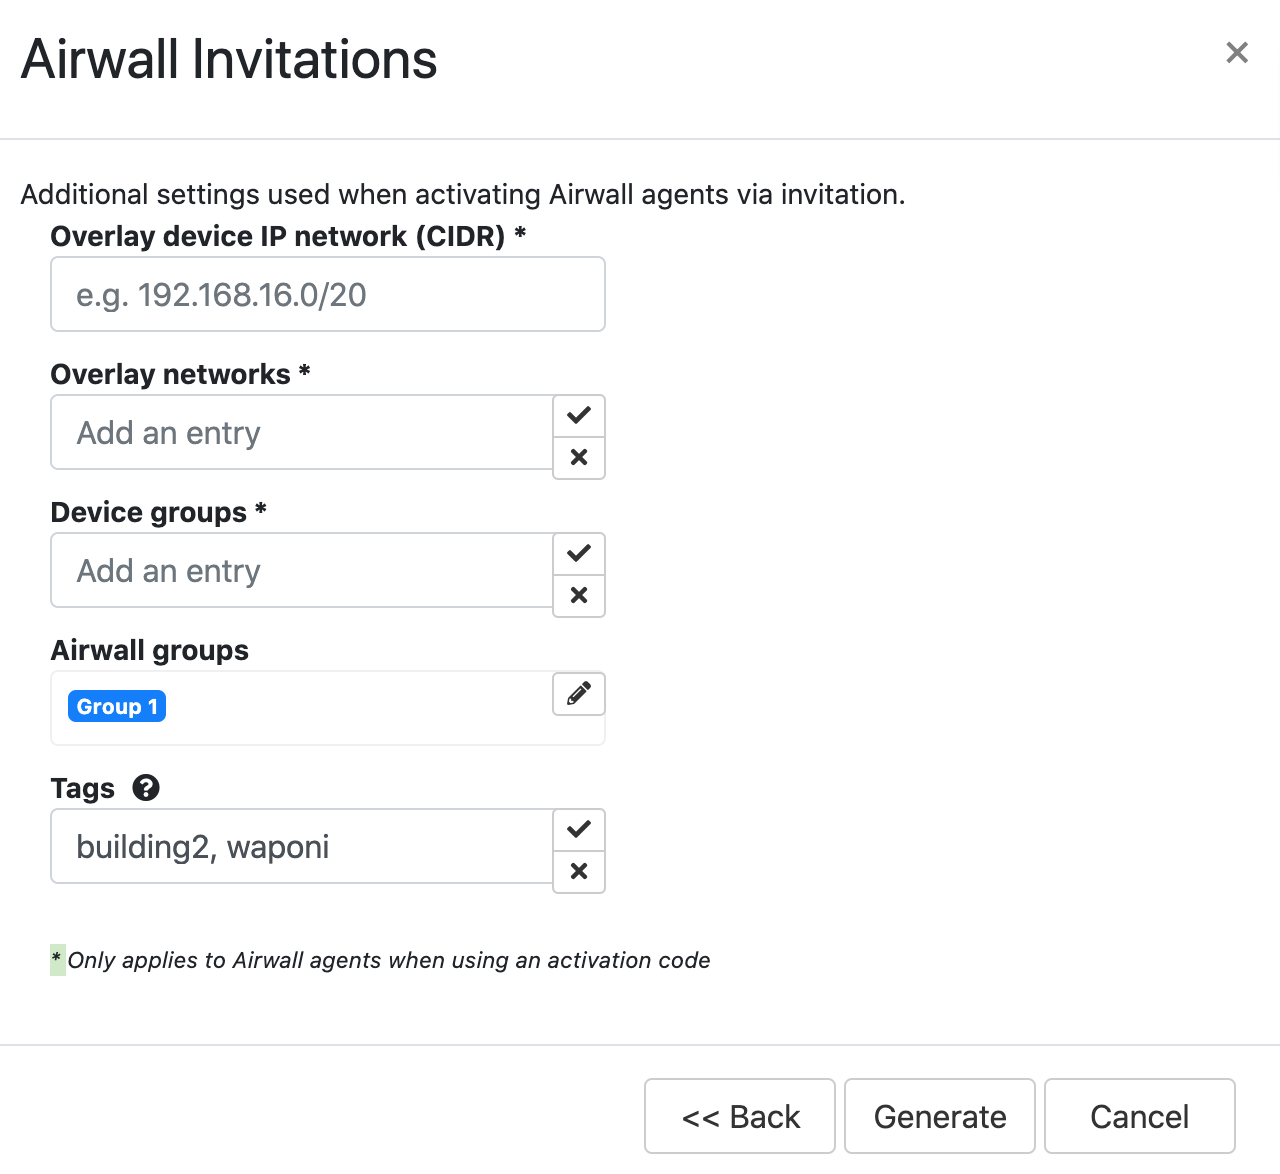 Airwall Invitations
Additional settings used when activating Airwall agents via invitation.
Overlay device IP network (CIDR) *
e.g. 192.168.16.0/20
Overlay networks *
Add an entry
Device groups *
Add an entry
Airwall groups
Group 1
Tags
building2, waponi
* Only applies to Airwall agents when using an activation code
<< Back Generate Cancel